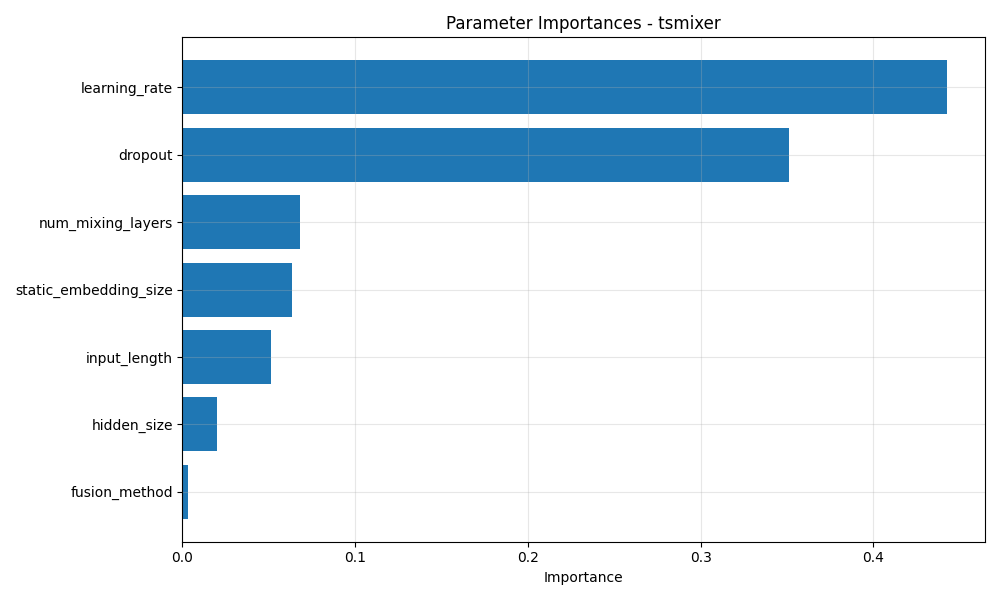 Parameter Importances - tsmixer
learning_rate
dropout
num_mixing_layers
static_embedding_size
input_length
hidden_size
fusion_method
0.0 0.1 0.2 0.3 0.4
Importance